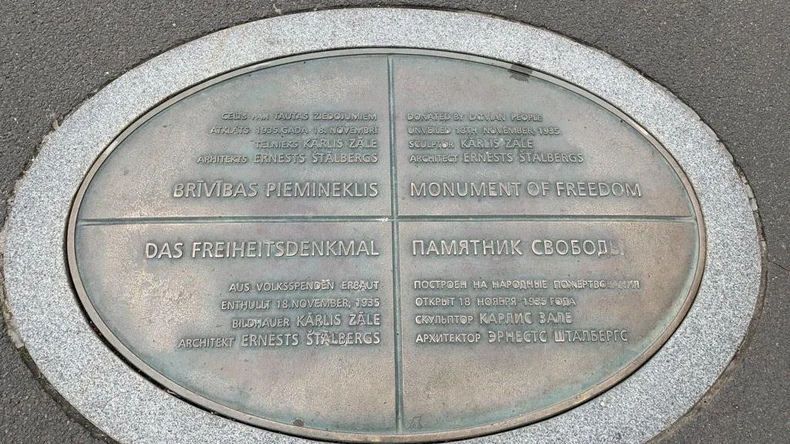 CELTS PAR TAUTAS ZIEDOJUMIEM
ATKLĀTS 1935. GADA 18. NOVEMBRĪ
TĒLNIEKS KĀRLIS ZĀLE
ARHITEKTS ERNESTS ŠTĀLBERGS
BRĪVĪBAS PIEMINEKLIS
DONATED BY LATVIAN PEOPLE
UNVEILED 18TH NOVEMBER, 1935
SCULPTOR KĀRLIS ZĀLE
ARCHITECT ERNESTS ŠTĀLBERGS
MONUMENT OF FREEDOM
DAS FREIHEITSDENKMAL
AUS VOLKSSPENDEN ERBAUT
ENTHÜLLT 18. NOVEMBER, 1935
BILDHAUER KĀRLIS ZĀLE
ARCHITEKT ERNESTS ŠTĀLBERGS
ПАМЯТНИК СВОБОДЫ
ПОСТРОЕН НА НАРОДНЫЕ ПОЖЕРТВОВАНИЯ
ОТКРЫТ 18 НОЯБРЯ 1935 ГОДА
СКУЛЬПТОР КАРЛИС ЗАЛЕ
АРХИТЕКТОР ЭРНЕСТС ШТАЛБЕРГС